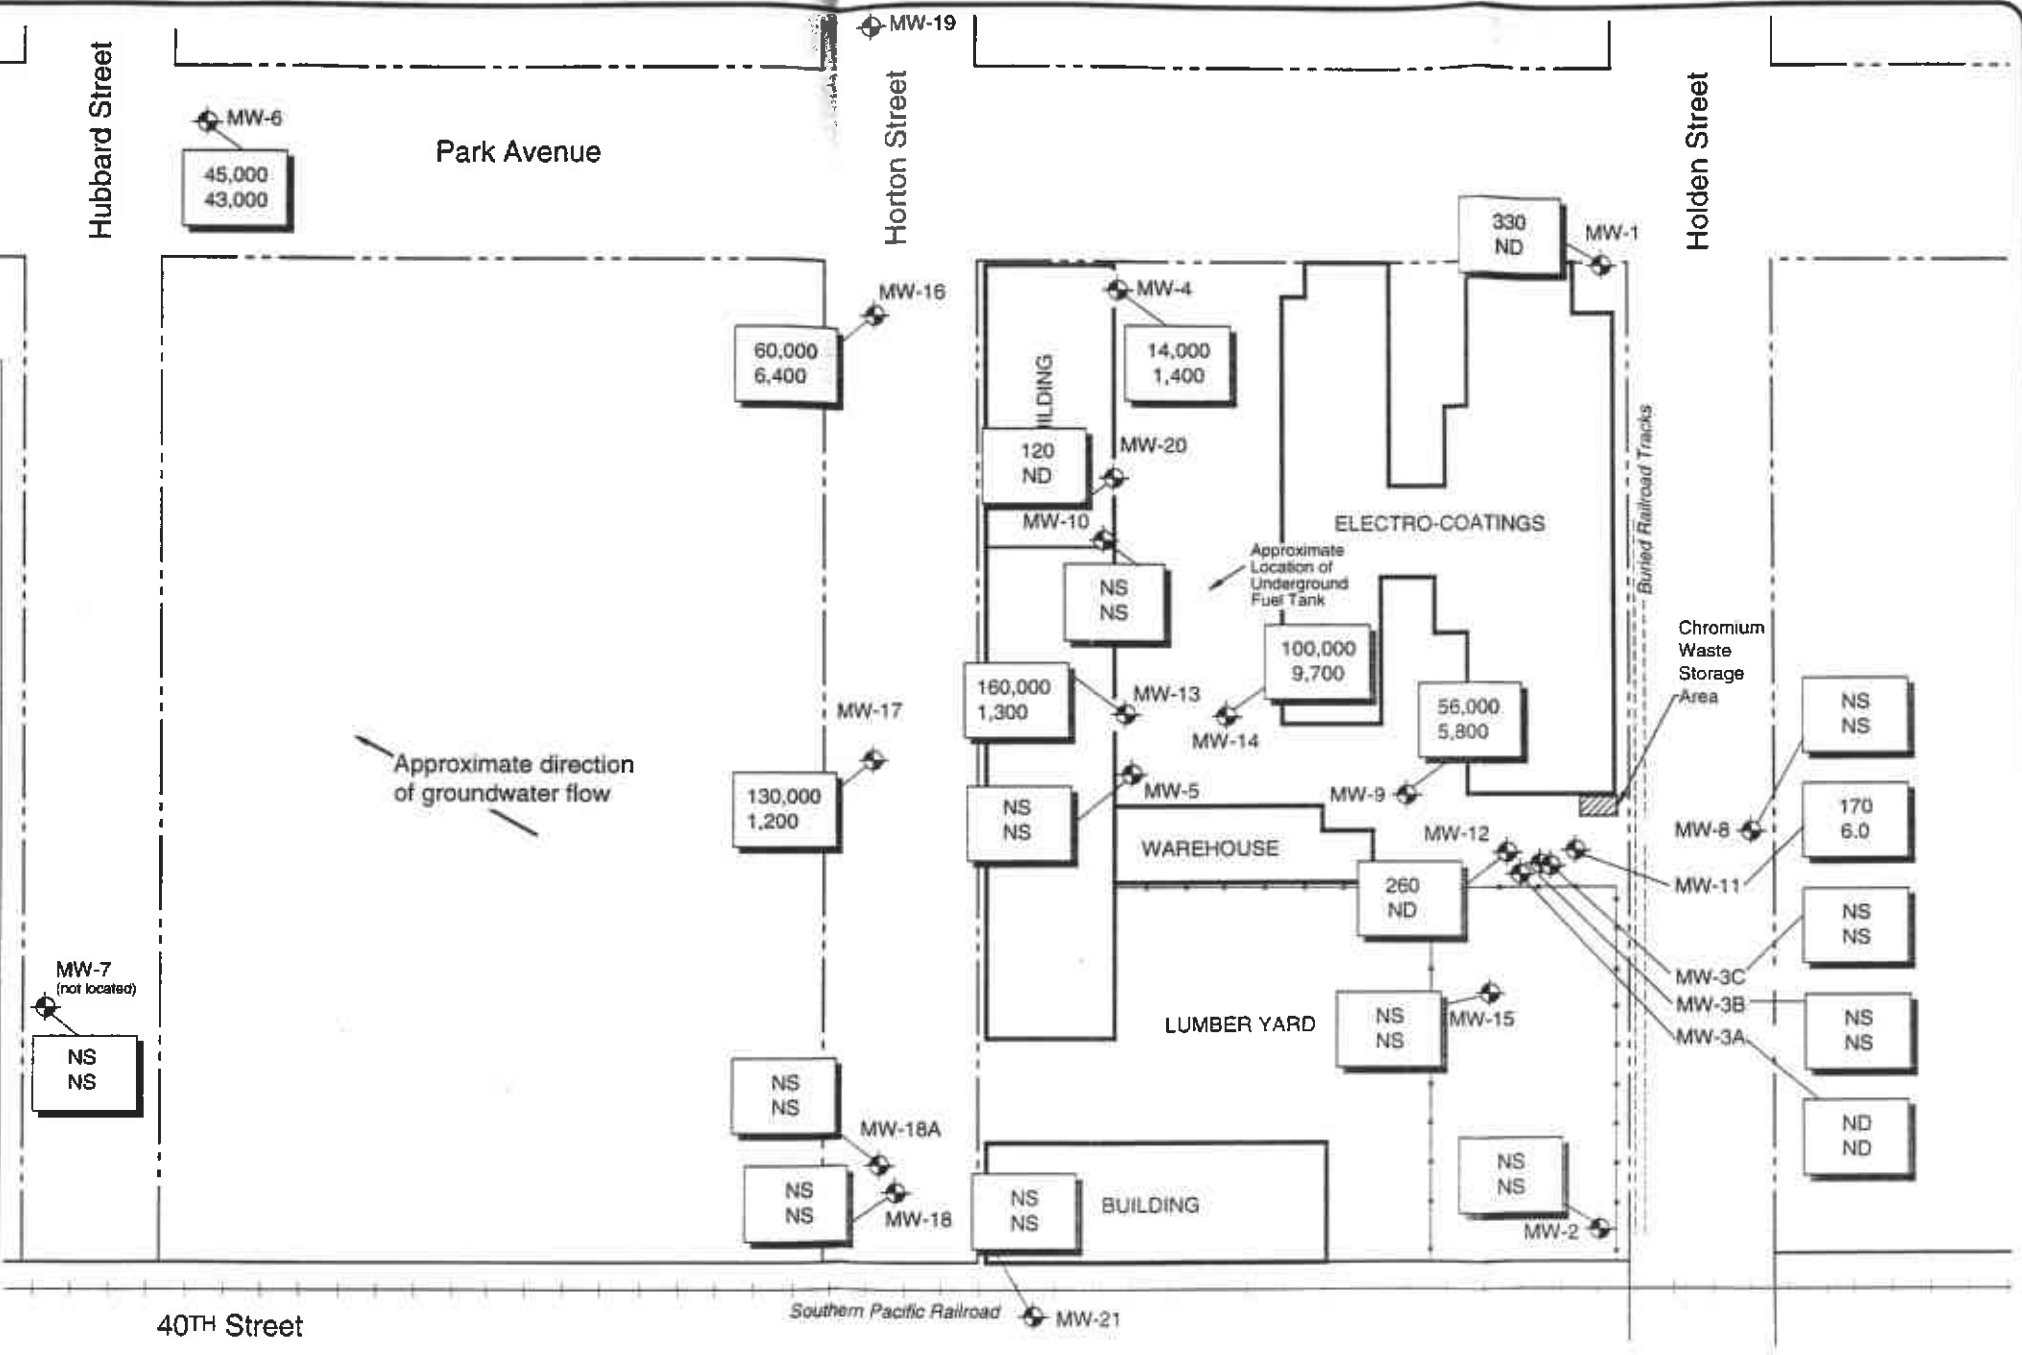 MW-19
Hubbard Street
Horton Street
Holden Street
MW-6
45,000
43,000
Park Avenue
330
ND
MW-1
MW-16
60,000
6,400
MW-4
14,000
1,400
ILDING
120
ND
MW-20
MW-10
NS
NS
ELECTRO-COATINGS
Approximate
Location of
Underground
Fuel Tank
Buried Railroad Tracks
Chromium
Waste
Storage
Area
100,000
9,700
MW-14
160,000
1,300
MW-13
56,000
5,800
MW-9
MW-17
130,000
1,200
Approximate direction
of groundwater flow
NS
NS
MW-5
WAREHOUSE
MW-12
260
ND
NS
NS
MW-8
170
6.0
MW-11
NS
NS
MW-3C
MW-3B
NS
NS
MW-3A
ND
ND
MW-7
(not located)
NS
NS
LUMBER YARD
NS
NS
MW-15
NS
NS
MW-18A
NS
NS
MW-18
NS
NS
BUILDING
NS
NS
MW-2
Southern Pacific Railroad
MW-21
40TH Street